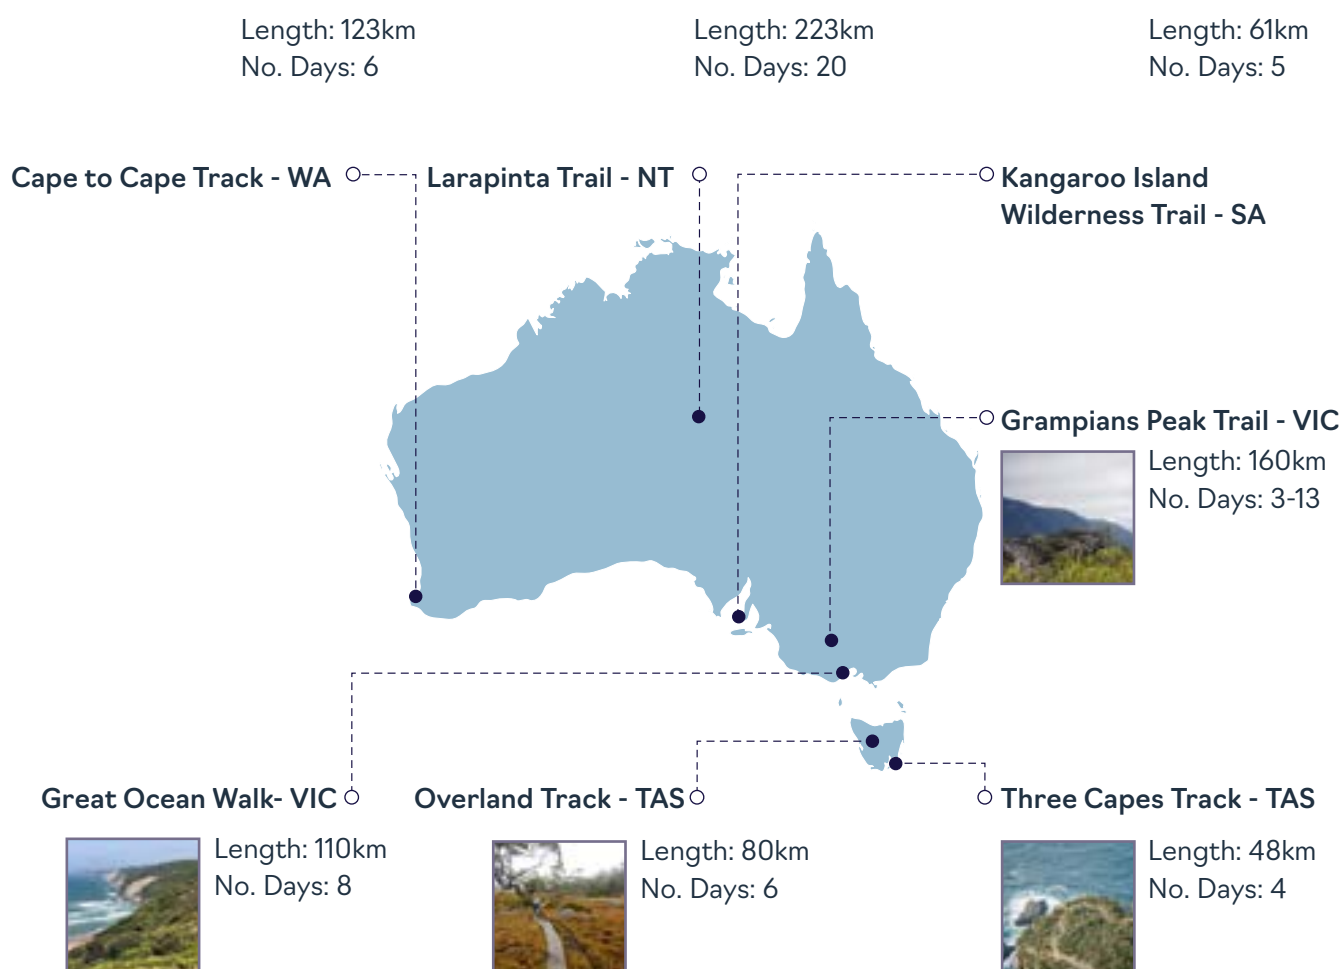 Length: 123km
No. Days: 6
Length: 223km
No. Days: 20
Length: 61km
No. Days: 5
Cape to Cape Track - WA
Larapinta Trail - NT
Kangaroo Island
Wilderness Trail - SA
Grampians Peak Trail - VIC
Length: 160km
No. Days: 3-13
Great Ocean Walk- VIC
Length: 110km
No. Days: 8
Overland Track - TAS
Length: 80km
No. Days: 6
Three Capes Track - TAS
Length: 48km
No. Days: 4